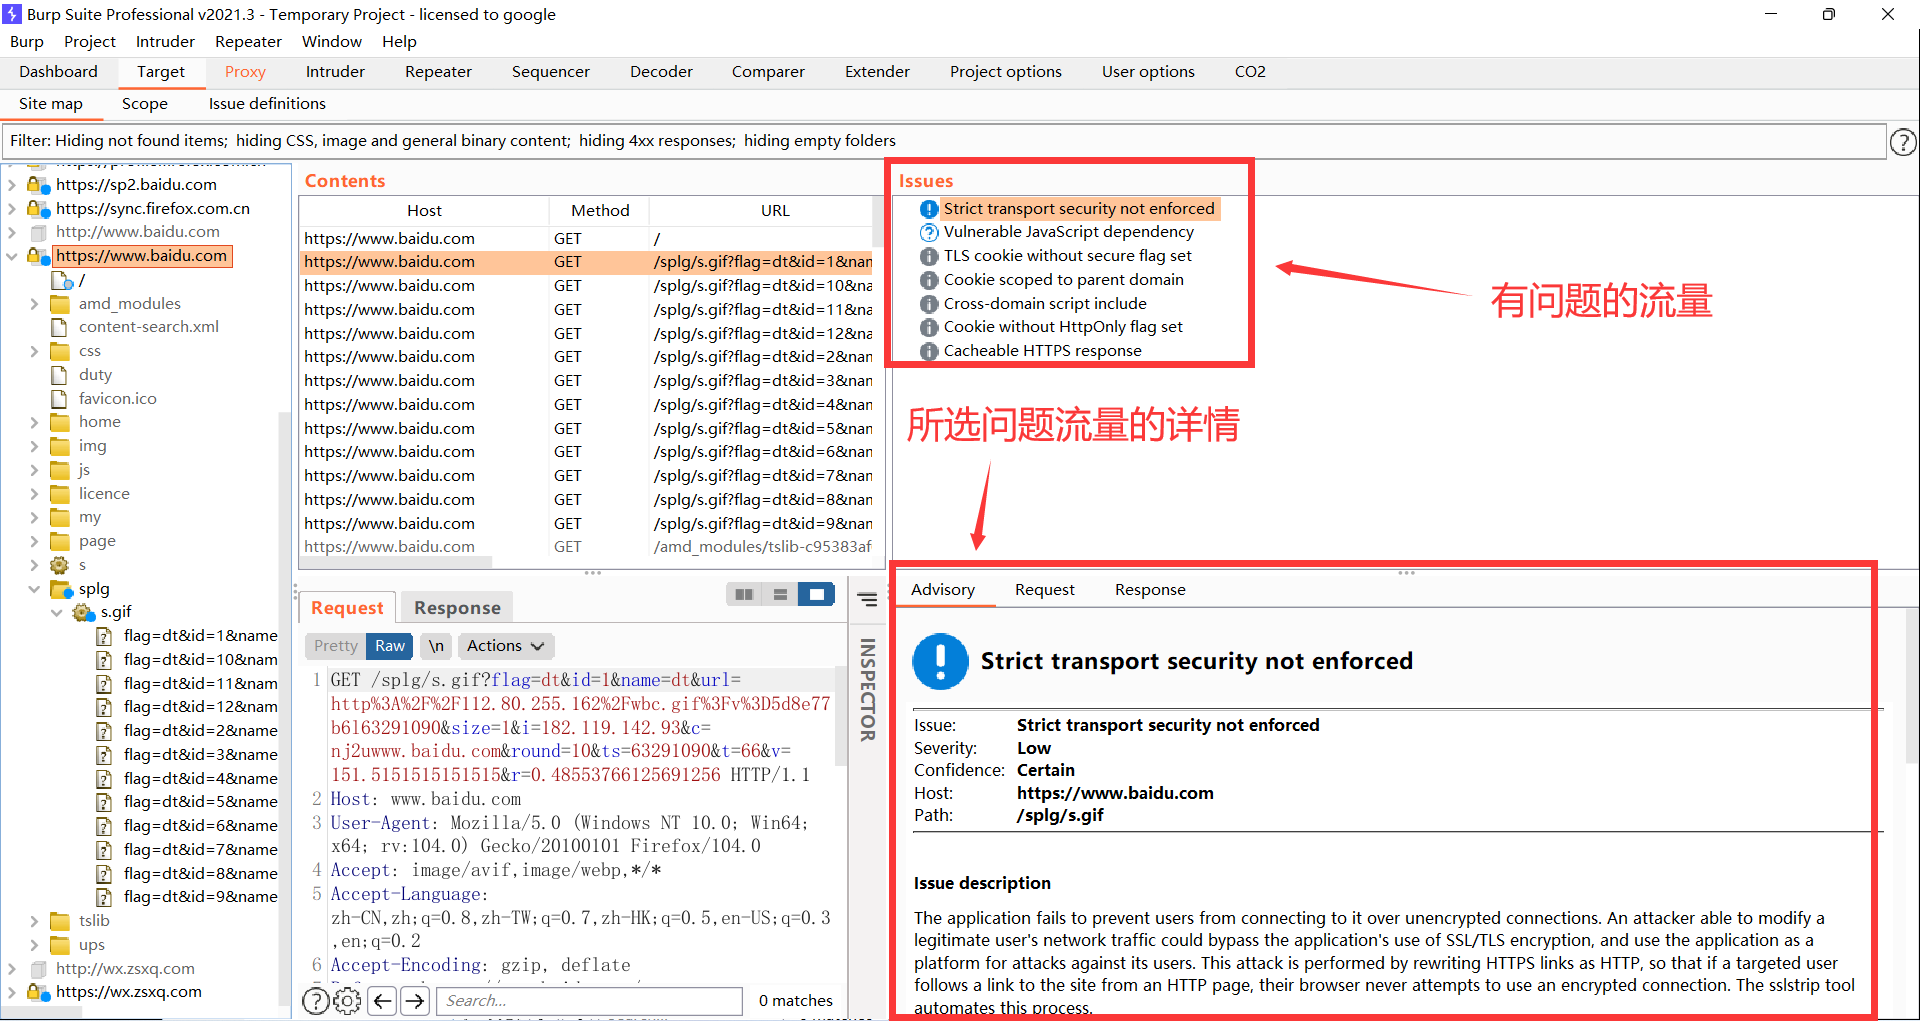 Burp Suite Professional v2021.3 - Temporary Project - licensed to google
Burp Project Intruder Repeater Window Help
Dashboard Target Proxy Intruder Repeater Sequencer Decoder Comparer Extender Project options User options CO2
Site map Scope Issue definitions
Filter: Hiding not found items; hiding CSS, image and general binary content; hiding 4xx responses; hiding empty folders
?
https://sp2.baidu.com
https://sync.firefox.com.cn
http://www.baidu.com
https://www.baidu.com
/
amd_modules
content-search.xml
css
duty
favicon.ico
home
img
js
licence
my
page
s
splg
s.gif
flag=dt&id=1&name
flag=dt&id=10&nam
flag=dt&id=11&nam
flag=dt&id=12&nam
flag=dt&id=2&name
flag=dt&id=3&name
flag=dt&id=4&name
flag=dt&id=5&name
flag=dt&id=6&name
flag=dt&id=7&name
flag=dt&id=8&name
flag=dt&id=9&name
tslib
ups
http://wx.zsxq.com
https://wx.zsxq.com
Contents
Host Method URL
https://www.baidu.com GET /
https://www.baidu.com GET /splg/s.gif?flag=dt&id=1&nan
https://www.baidu.com GET /splg/s.gif?flag=dt&id=10&na
https://www.baidu.com GET /splg/s.gif?flag=dt&id=11&na
https://www.baidu.com GET /splg/s.gif?flag=dt&id=12&na
https://www.baidu.com GET /splg/s.gif?flag=dt&id=2&nan
https://www.baidu.com GET /splg/s.gif?flag=dt&id=3&nan
https://www.baidu.com GET /splg/s.gif?flag=dt&id=4&nan
https://www.baidu.com GET /splg/s.gif?flag=dt&id=5&nan
https://www.baidu.com GET /splg/s.gif?flag=dt&id=6&nan
https://www.baidu.com GET /splg/s.gif?flag=dt&id=7&nan
https://www.baidu.com GET /splg/s.gif?flag=dt&id=8&nan
https://www.baidu.com GET /splg/s.gif?flag=dt&id=9&nan
https://www.baidu.com GET /amd_modules/tslib-c95383af
Request Response
Pretty Raw \n Actions
1 GET /splg/s.gif?flag=dt&id=1&name=dt&url=
http%3A%2F%2F112.80.255.162%2Fwbc.gif%3Fv%3D5d8e77
b6l63291090&size=1&i=182.119.142.93&c=
nj2uwww.baidu.com&round=10&ts=63291090&t=66&v=
151.5151515151515&r=0.48553766125691256 HTTP/1.1
2 Host: www.baidu.com
3 User-Agent: Mozilla/5.0 (Windows NT 10.0; Win64;
x64; rv:104.0) Gecko/20100101 Firefox/104.0
4 Accept: image/avif,image/webp,*/*
5 Accept-Language:
zh-CN,zh;q=0.8,zh-TW;q=0.7,zh-HK;q=0.5,en-US;q=0.3
,en;q=0.2
6 Accept-Encoding: gzip, deflate
? Search... 0 matches
INSPECTOR
Issues
Strict transport security not enforced
Vulnerable JavaScript dependency
TLS cookie without secure flag set
Cookie scoped to parent domain
Cross-domain script include
Cookie without HttpOnly flag set
Cacheable HTTPS response
有问题的流量
所选问题流量的详情
Advisory Request Response
Strict transport security not enforced
Issue: Strict transport security not enforced
Severity: Low
Confidence: Certain
Host: https://www.baidu.com
Path: /splg/s.gif
Issue description
The application fails to prevent users from connecting to it over unencrypted connections. An attacker able to modify a
legitimate user's network traffic could bypass the application's use of SSL/TLS encryption, and use the application as a
platform for attacks against its users. This attack is performed by rewriting HTTPS links as HTTP, so that if a targeted user
follows a link to the site from an HTTP page, their browser never attempts to use an encrypted connection. The sslstrip tool
automates this process.